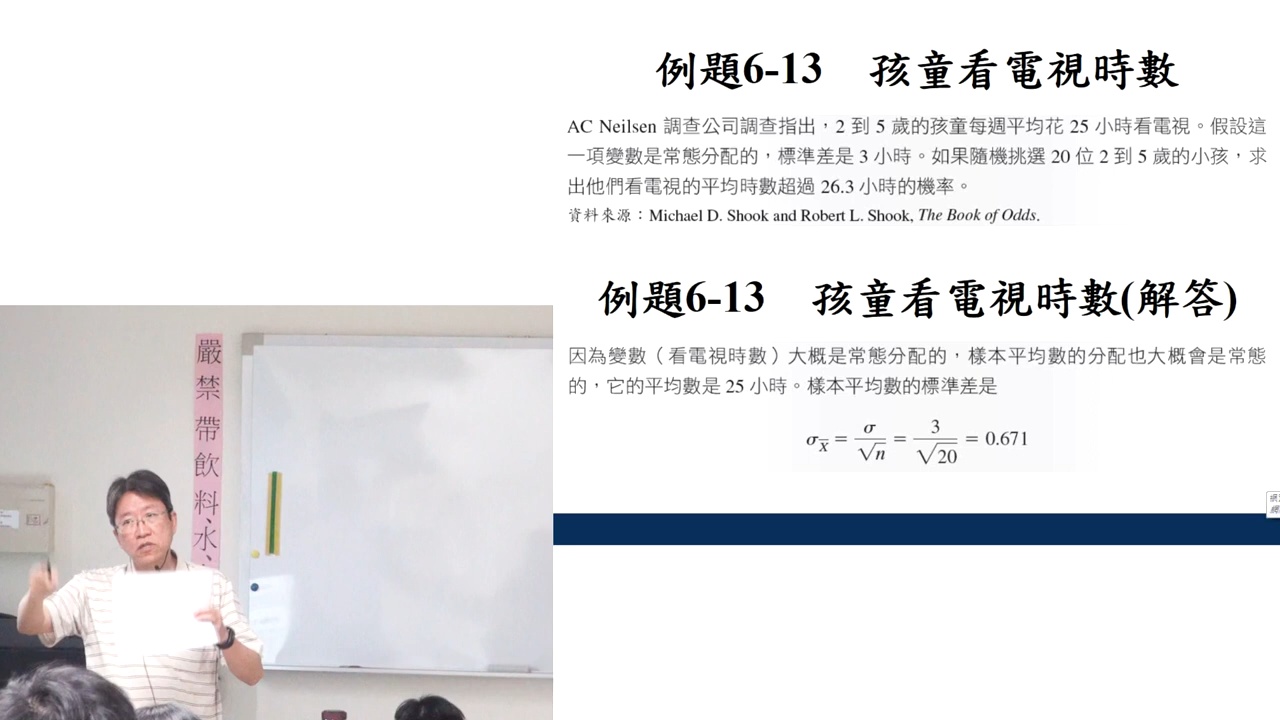 例題6-13 孩童看電視時數
AC Neilsen 調查公司調查指出，2 到 5 歲的孩童每週平均花 25 小時看電視。假設這
一項變數是常態分配的，標準差是 3 小時。如果隨機挑選 20 位 2 到 5 歲的小孩，求
出他們看電視的平均時數超過 26.3 小時的機率。
資料來源：Michael D. Shook and Robert L. Shook, The Book of Odds.
例題6-13 孩童看電視時數(解答)
因為變數（看電視時數）大概是常態分配的，樣本平均數的分配也大概會是常態
的，它的平均數是 25 小時。樣本平均數的標準差是
σ_X̅ = σ/√n = 3/√20 = 0.671
嚴禁帶飲料、水、